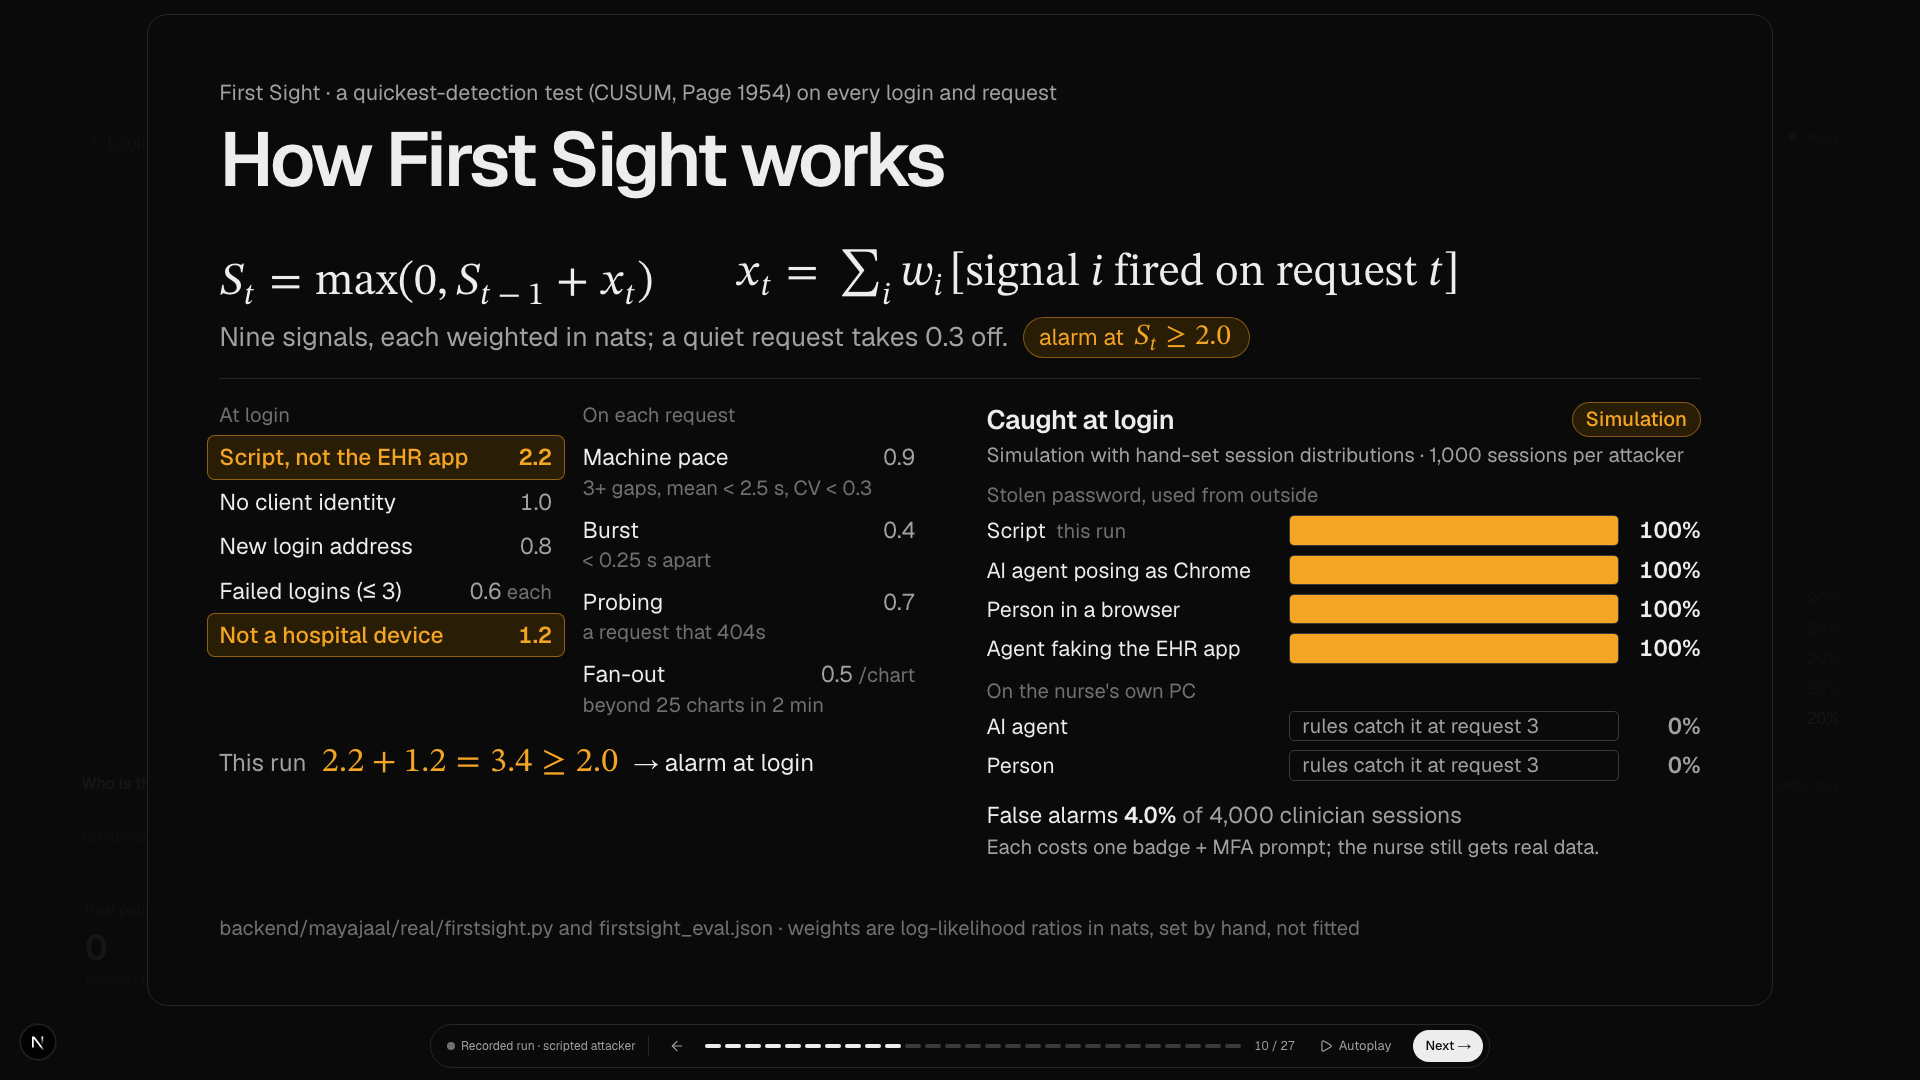 First Sight · a quickest-detection test (CUSUM, Page 1954) on every login and request
How First Sight works
S_t = max(0, S_{t − 1} + x_t)
x_t = ∑_i w_i [signal i fired on request t]
Nine signals, each weighted in nats; a quiet request takes 0.3 off.
alarm at S_t ≥ 2.0
At login
Script, not the EHR app 2.2
No client identity 1.0
New login address 0.8
Failed logins (≤ 3) 0.6 each
Not a hospital device 1.2
On each request
Machine pace 0.9
3+ gaps, mean < 2.5 s, CV < 0.3
Burst 0.4
< 0.25 s apart
Probing 0.7
a request that 404s
Fan-out 0.5 /chart
beyond 25 charts in 2 min
This run 2.2 + 1.2 = 3.4 ≥ 2.0 → alarm at login
Caught at login
Simulation
Simulation with hand-set session distributions · 1,000 sessions per attacker
Stolen password, used from outside
Script this run 100%
AI agent posing as Chrome 100%
Person in a browser 100%
Agent faking the EHR app 100%
On the nurse's own PC
AI agent rules catch it at request 3 0%
Person rules catch it at request 3 0%
False alarms 4.0% of 4,000 clinician sessions
Each costs one badge + MFA prompt; the nurse still gets real data.
backend/mayajaal/real/firstsight.py and firstsight_eval.json · weights are log-likelihood ratios in nats, set by hand, not fitted
Who is th
Real pati
0
20%
20%
20%
20%
20%
N
Recorded run · scripted attacker
←
10 / 27
Autoplay
Next →